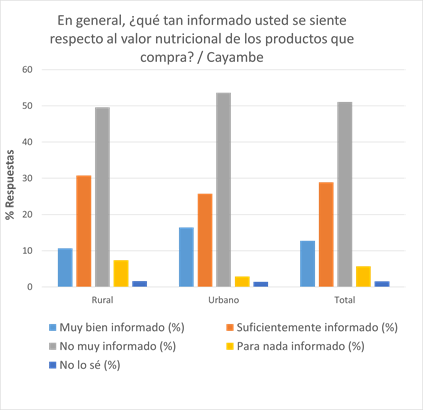 En general, ¿qué tan informado usted se siente
respecto al valor nutricional de los productos que
compra? / Cayambe
60
50
40
30
20
10
0
% Respuestas
Rural
Urbano
Total
Muy bien informado (%)
Suficientemente informado (%)
No muy informado (%)
Para nada informado (%)
No lo sé (%)